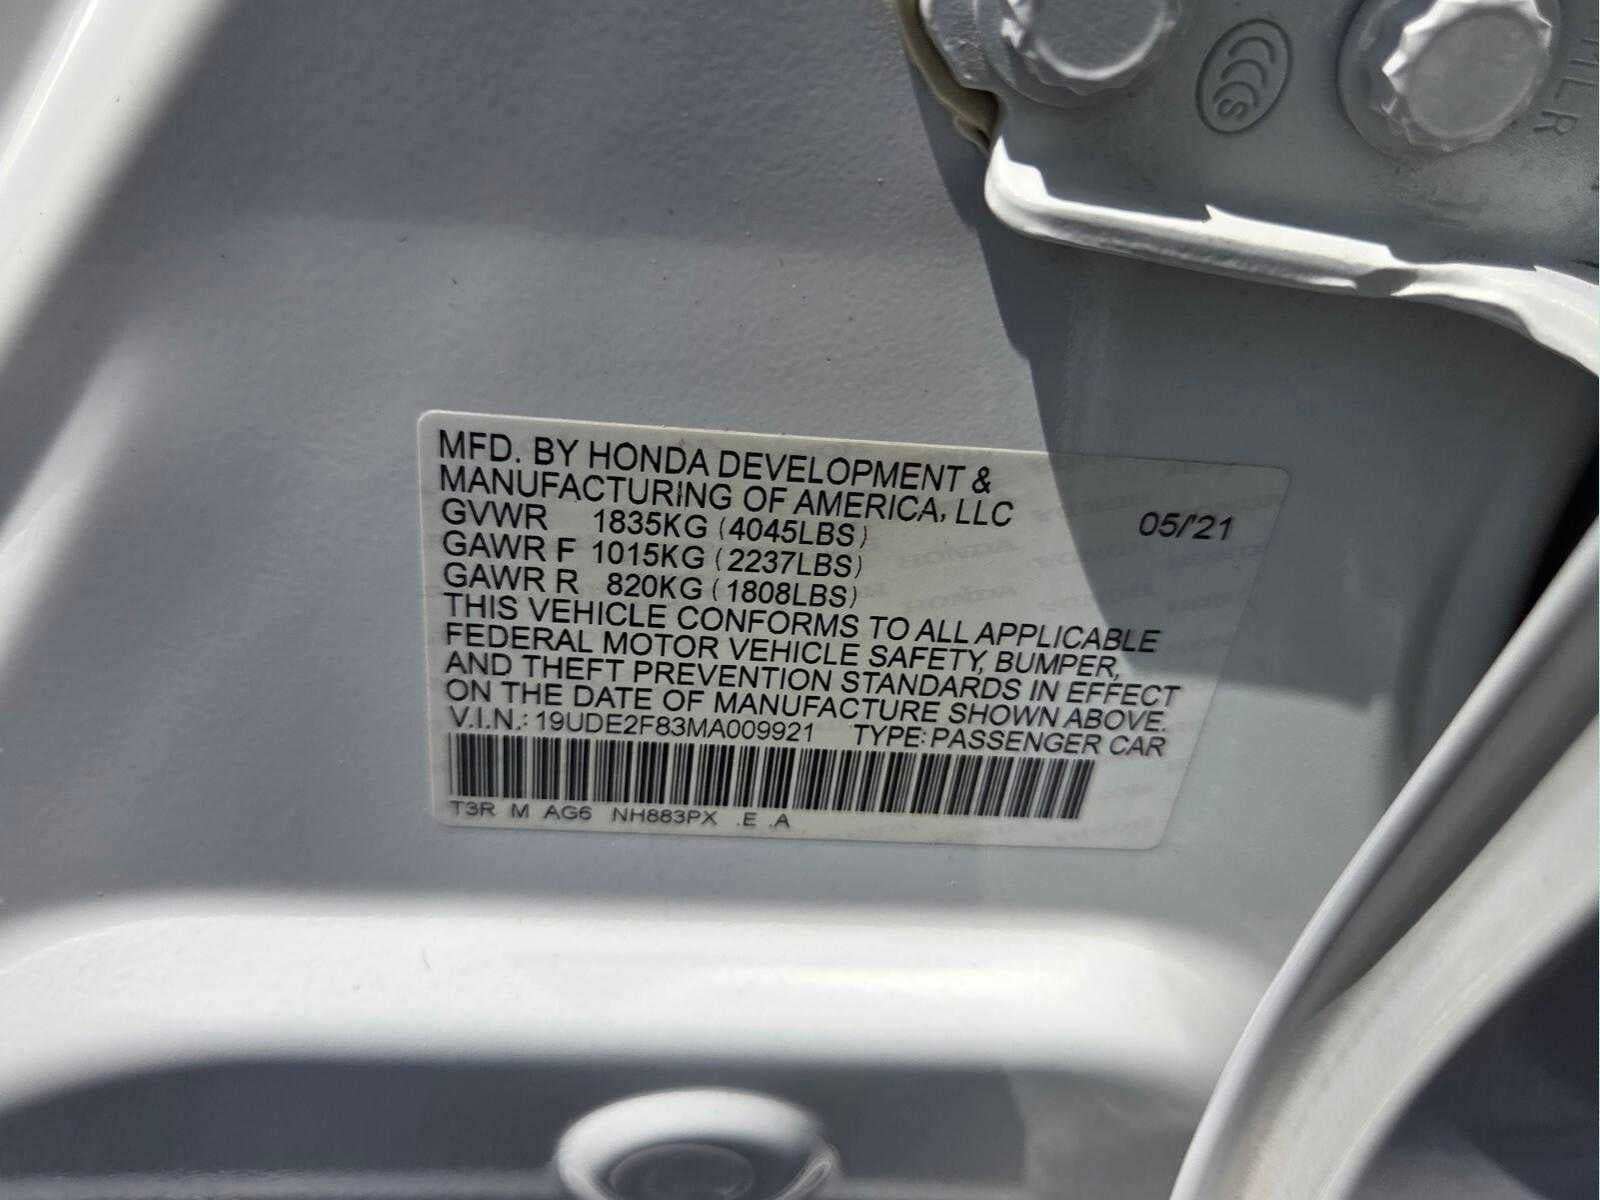 MFD. BY HONDA DEVELOPMENT &
MANUFACTURING OF AMERICA, LLC
05/'21
GVWR 1835KG (4045LBS)
GAWR F 1015KG (2237LBS)
GAWR R 820KG (1808LBS)
THIS VEHICLE CONFORMS TO ALL APPLICABLE
FEDERAL MOTOR VEHICLE SAFETY, BUMPER,
AND THEFT PREVENTION STANDARDS IN EFFECT
ON THE DATE OF MANUFACTURE SHOWN ABOVE.
V.I.N.: 19UDE2F83MA009921 TYPE: PASSENGER CAR
T3R M AG6 NH883PX .E .A